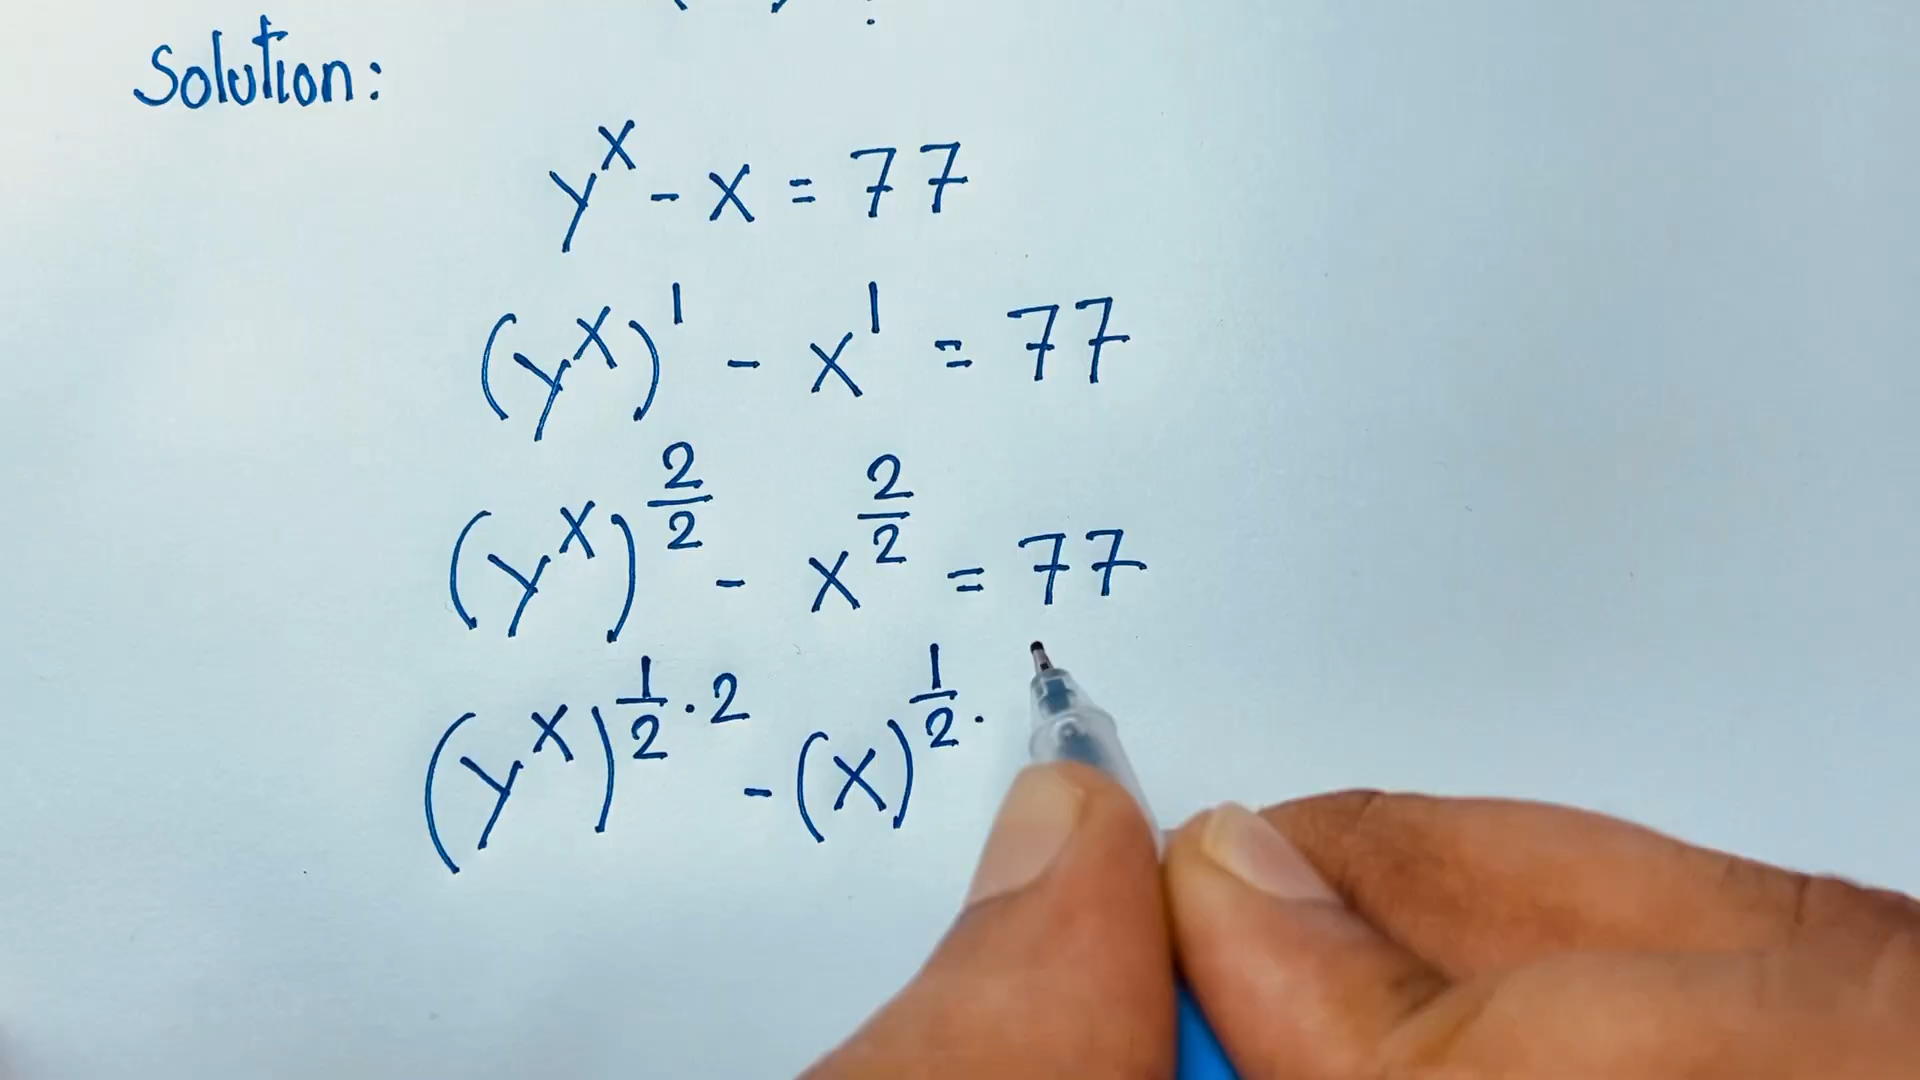 Solution:
y^x - x = 77
(y^x)^1 - x^1 = 77
(y^x)^(2/2) - x^(2/2) = 77
(y^x)^(1/2 · 2) - (x)^(1/2 ·